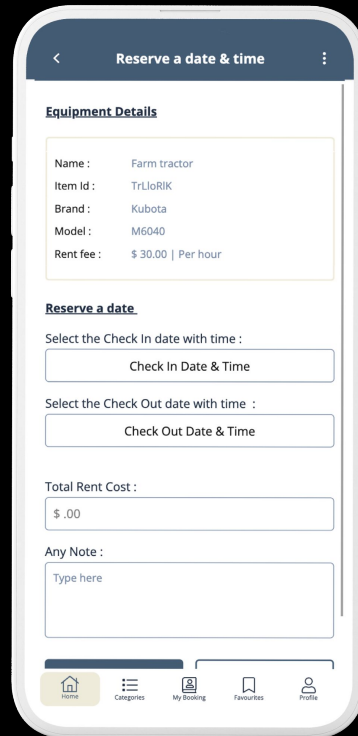 Reserve a date & time
Equipment Details
Name : Farm tractor
Item Id : TrLloRlK
Brand : Kubota
Model : M6040
Rent fee : $ 30.00 | Per hour
Reserve a date
Select the Check In date with time :
Check In Date & Time
Select the Check Out date with time :
Check Out Date & Time
Total Rent Cost :
$ .00
Any Note :
Type here
Home Categories My Booking Favourites Profile